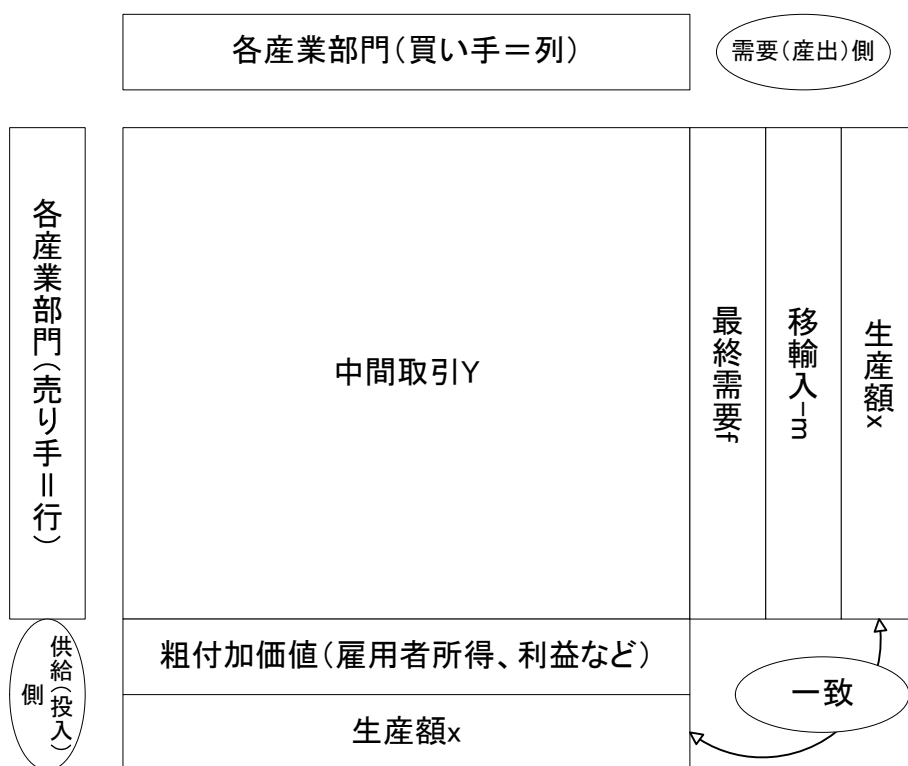 各産業部門(買い手＝列)
需要(産出)側
各産業部門(売り手＝行)
中間取引Y
最終需要f
移輸入-m
生産額x
供給(投入)側
粗付加価値(雇用者所得、利益など)
一致
生産額x